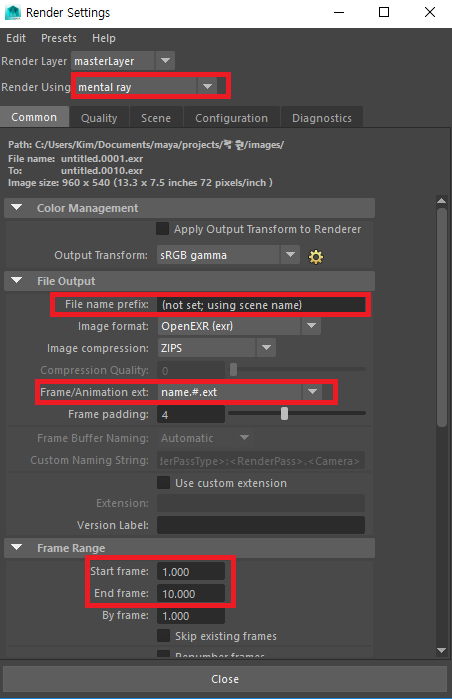 Render Settings
Edit Presets Help
Render Layer masterLayer
Render Using mental ray
Common Quality Scene Configuration Diagnostics
Path: C:/Users/Kim/Documents/maya/projects/
/images/
File name: untitled.0001.exr
To: untitled.0010.exr
Image size: 960 x 540 (13.3 x 7.5 inches 72 pixels/inch )
Color Management
Apply Output Transform to Renderer
Output Transform: sRGB gamma
File Output
File name prefix: (not set; using scene name)
Image format: OpenEXR (exr)
Image compression: ZIPS
Compression Quality: 0
Frame/Animation ext: name.#.ext
Frame padding: 4
Frame Buffer Naming: Automatic
Custom Naming String: derPassType>:<RenderPass>.<Camera>
Use custom extension
Extension:
Version Label:
Frame Range
Start frame: 1.000
End frame: 10.000
By frame: 1.000
Skip existing frames
Renumber frames
Close